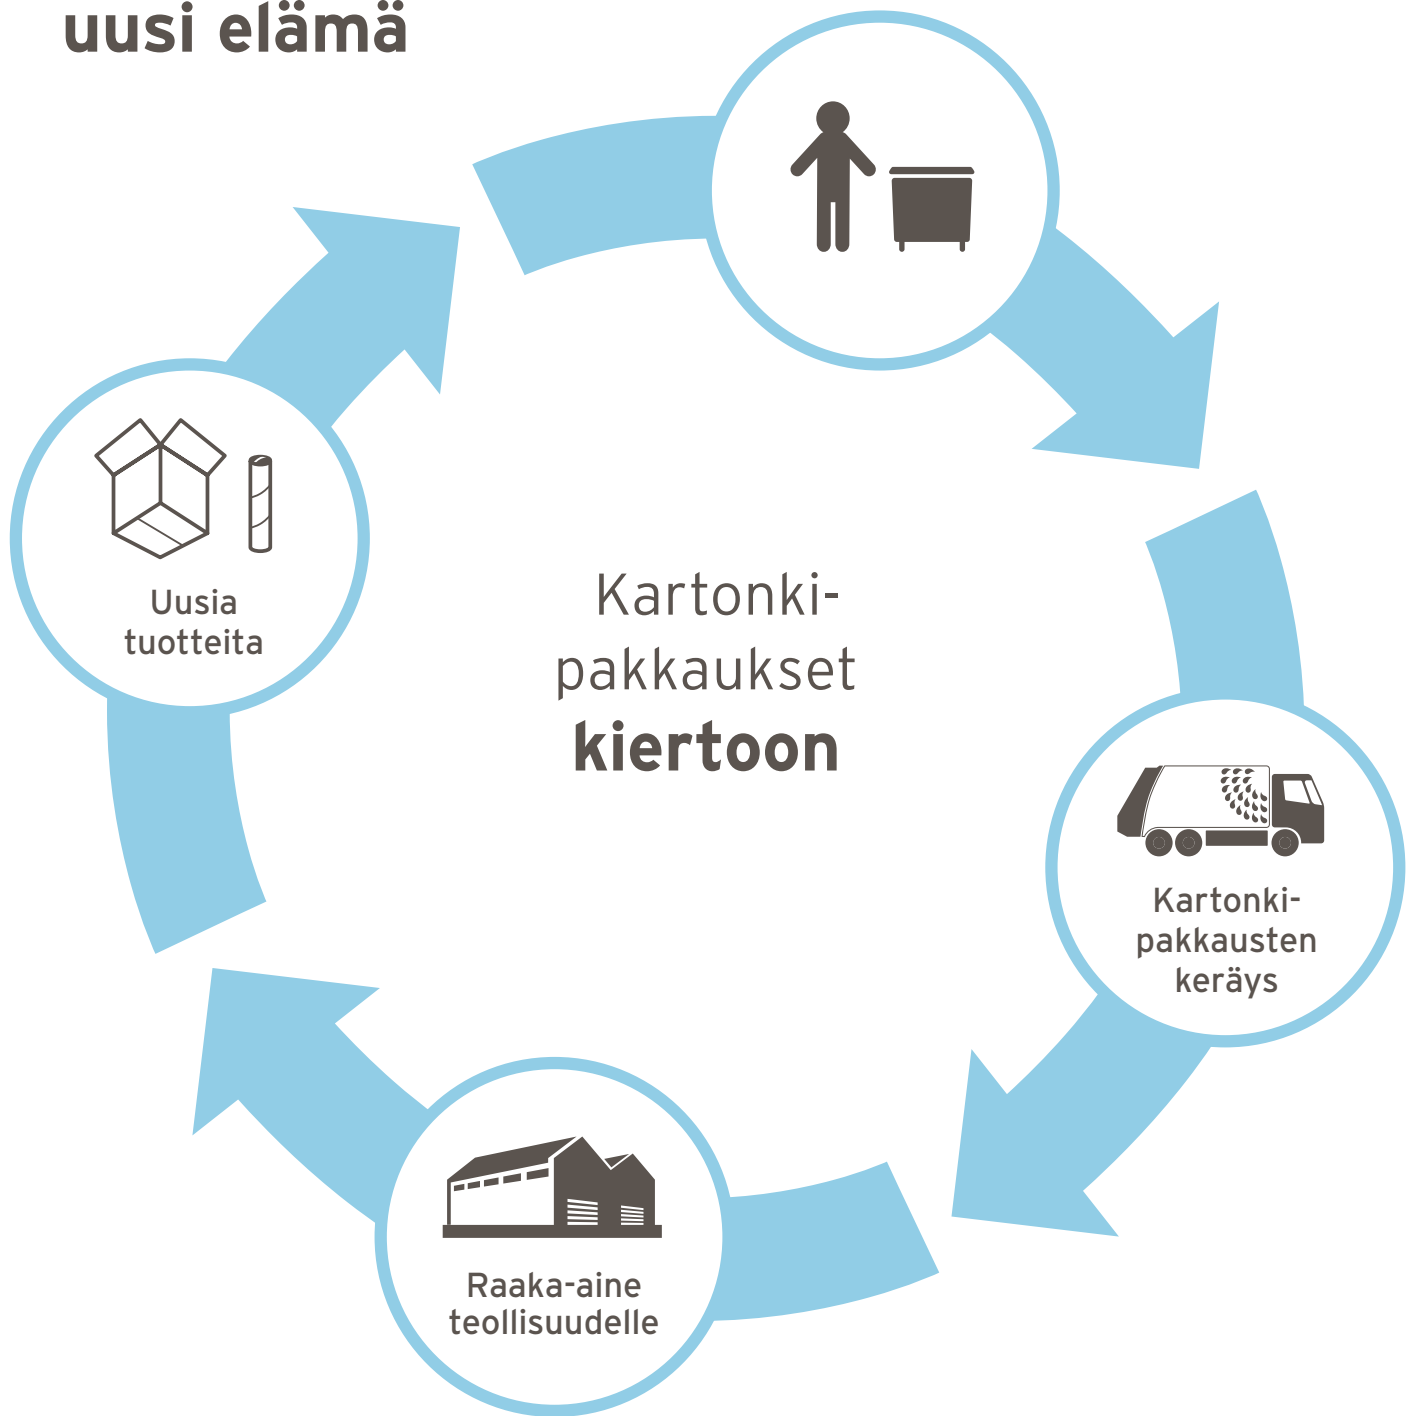 uusi elämä
Uusia
tuotteita
Kartonki-
pakkaukset
kiertoon
Kartonki-
pakkausten
keräys
Raaka-aine
teollisuudelle